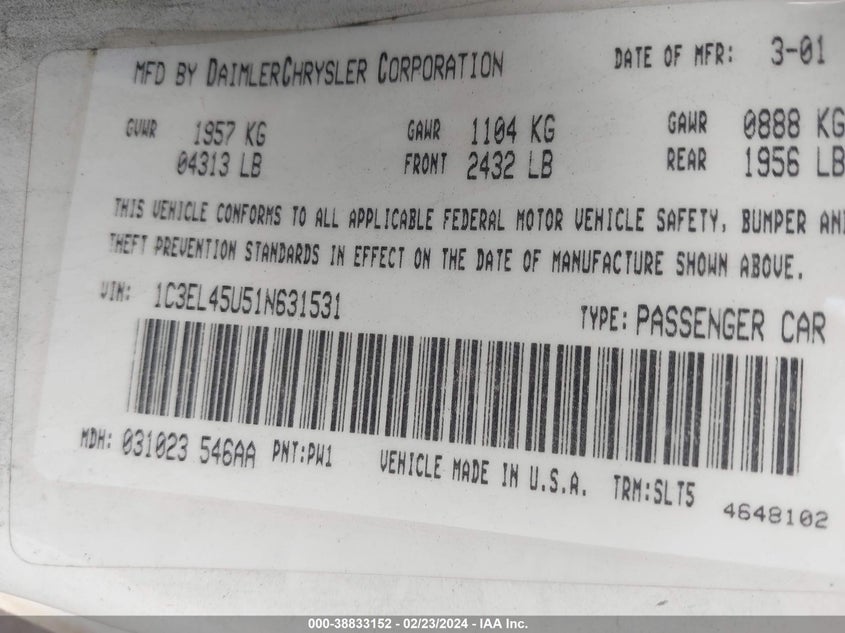 MFD BY DAIMLERCHRYSLER CORPORATION DATE OF MFR: 3-01
GVWR 1957 KG GAWR 1104 KG GAWR 0888 KG
04313 LB FRONT 2432 LB REAR 1956 LB
THIS VEHICLE CONFORMS TO ALL APPLICABLE FEDERAL MOTOR VEHICLE SAFETY, BUMPER AND
THEFT PREVENTION STANDARDS IN EFFECT ON THE DATE OF MANUFACTURE SHOWN ABOVE.
VIN: 1C3EL45U51N631531 TYPE: PASSENGER CAR
MDH: 031023 546AA PNT:PW1 VEHICLE MADE IN U.S.A. TRM:SLT5 4648102
000-38833152 - 02/23/2024 - IAA Inc.